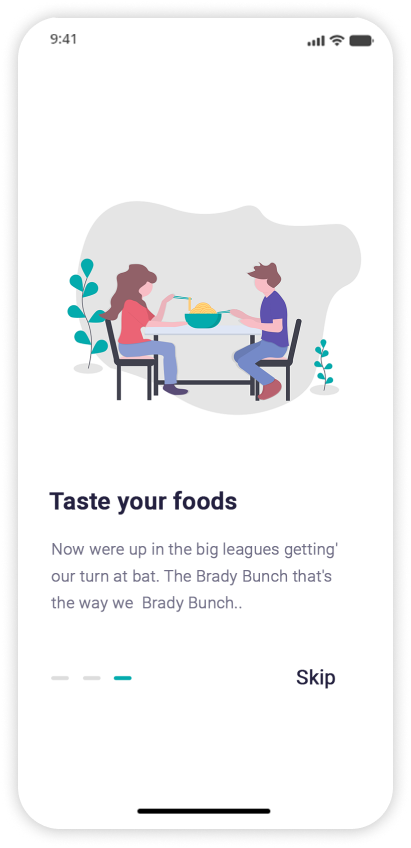 9:41
Taste your foods
Now were up in the big leagues getting'
our turn at bat. The Brady Bunch that's
the way we  Brady Bunch..
Skip